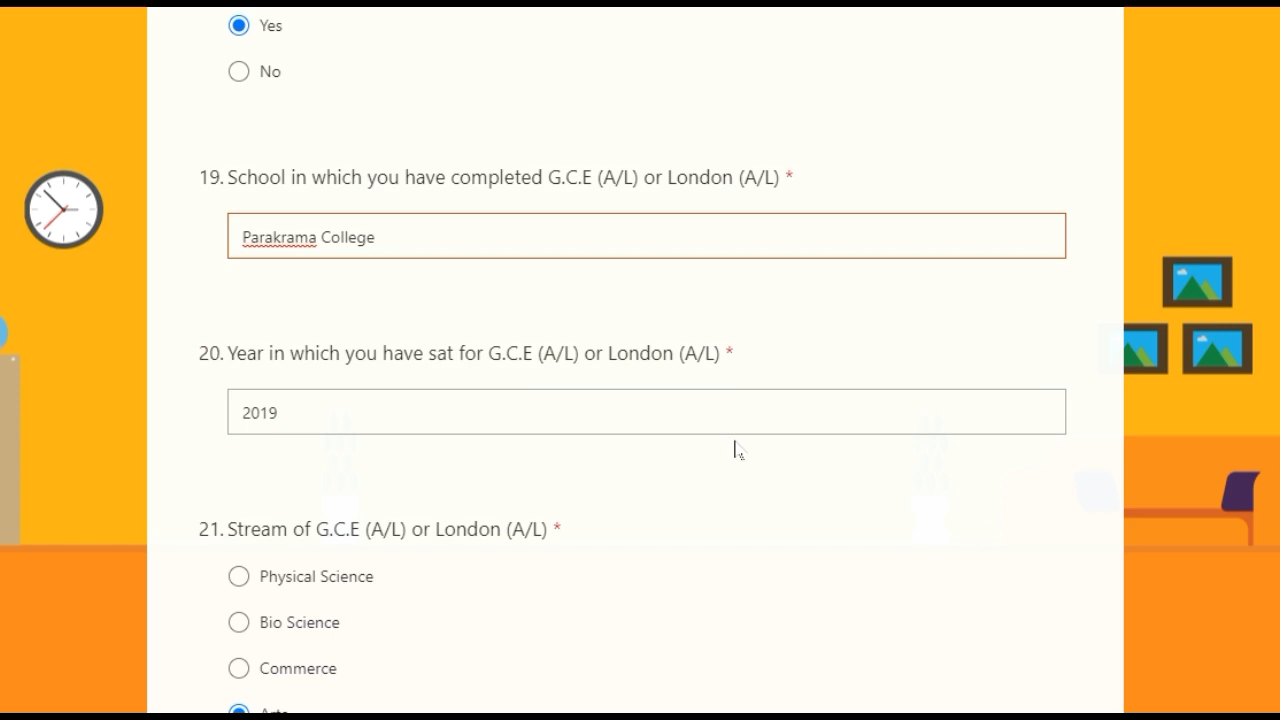 Yes
No
19. School in which you have completed G.C.E (A/L) or London (A/L) *
Parakrama College
20. Year in which you have sat for G.C.E (A/L) or London (A/L) *
2019
21. Stream of G.C.E (A/L) or London (A/L) *
Physical Science
Bio Science
Commerce
Arts